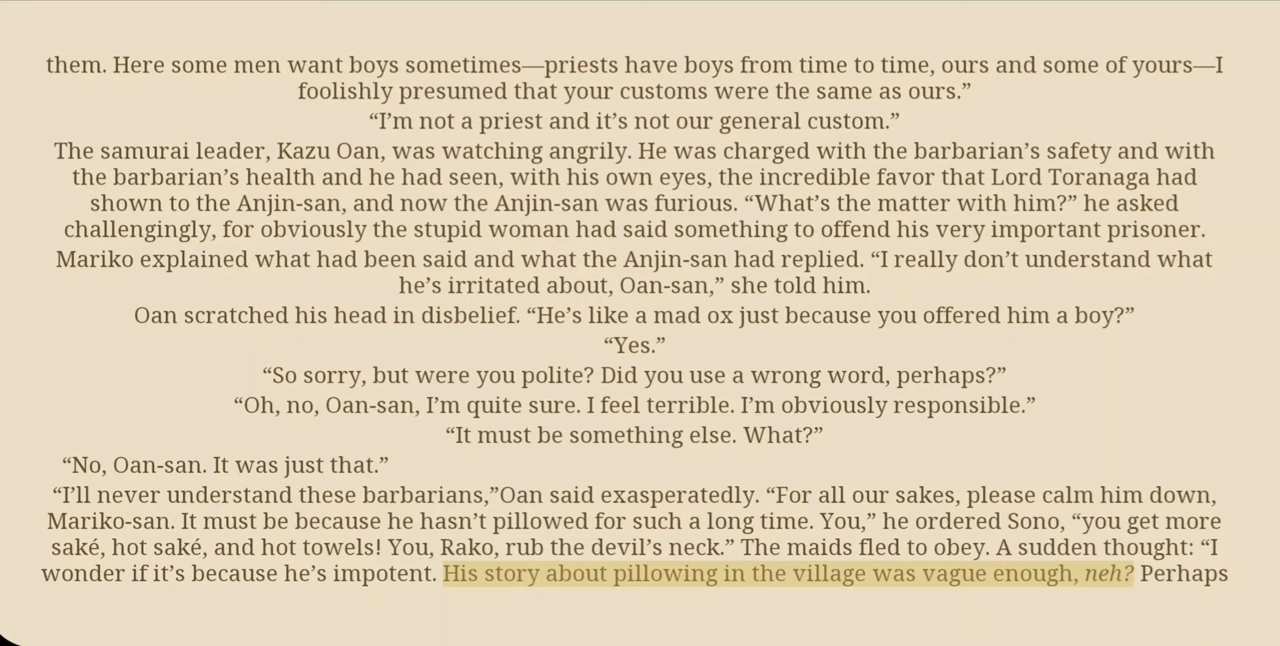 them. Here some men want boys sometimes—priests have boys from time to time, ours and some of yours—I
foolishly presumed that your customs were the same as ours.”
“I’m not a priest and it’s not our general custom.”
The samurai leader, Kazu Oan, was watching angrily. He was charged with the barbarian’s safety and with
the barbarian’s health and he had seen, with his own eyes, the incredible favor that Lord Toranaga had
shown to the Anjin-san, and now the Anjin-san was furious. “What’s the matter with him?” he asked
challengingly, for obviously the stupid woman had said something to offend his very important prisoner.
Mariko explained what had been said and what the Anjin-san had replied. “I really don’t understand what
he’s irritated about, Oan-san,” she told him.
Oan scratched his head in disbelief. “He’s like a mad ox just because you offered him a boy?”
“Yes.”
“So sorry, but were you polite? Did you use a wrong word, perhaps?”
“Oh, no, Oan-san, I’m quite sure. I feel terrible. I’m obviously responsible.”
“It must be something else. What?”
“No, Oan-san. It was just that.”
“I’ll never understand these barbarians,”Oan said exasperatedly. “For all our sakes, please calm him down,
Mariko-san. It must be because he hasn’t pillowed for such a long time. You,” he ordered Sono, “you get more
saké, hot saké, and hot towels! You, Rako, rub the devil’s neck.” The maids fled to obey. A sudden thought: “I
wonder if it’s because he’s impotent. His story about pillowing in the village was vague enough, neh? Perhaps